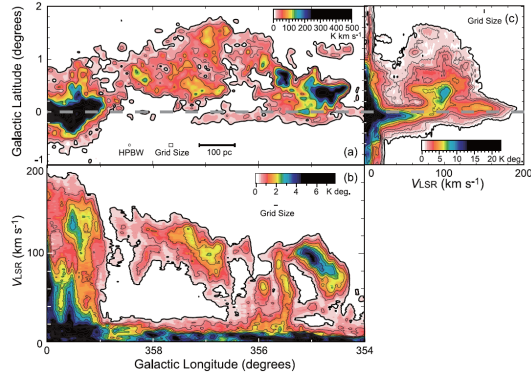 Galactic Latitude (degrees)
2
1
0
-1
0 100 200 300 400 500
K km s-1
HPBW
Grid Size
100 pc
(a)
(c)
Grid Size
0 5 10 15 20 K deg.
0
100
200
VLSR (km s-1)
VLSR (km s-1)
200
100
0
(b)
0 2 4 6 K deg.
Grid Size
0
358
356
354
Galactic Longitude (degrees)